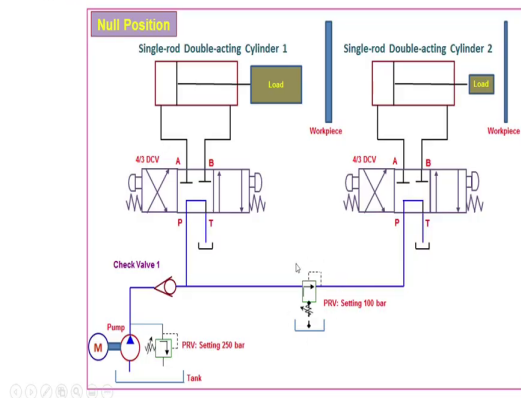 Null Position
Single-rod Double-acting Cylinder 1
Single-rod Double-acting Cylinder 2
Load
Load
Workpiece
Workpiece
4/3 DCV
A
B
4/3 DCV
A
B
P
T
P
T
Check Valve 1
PRV: Setting 100 bar
Pump
M
PRV: Setting 250 bar
Tank